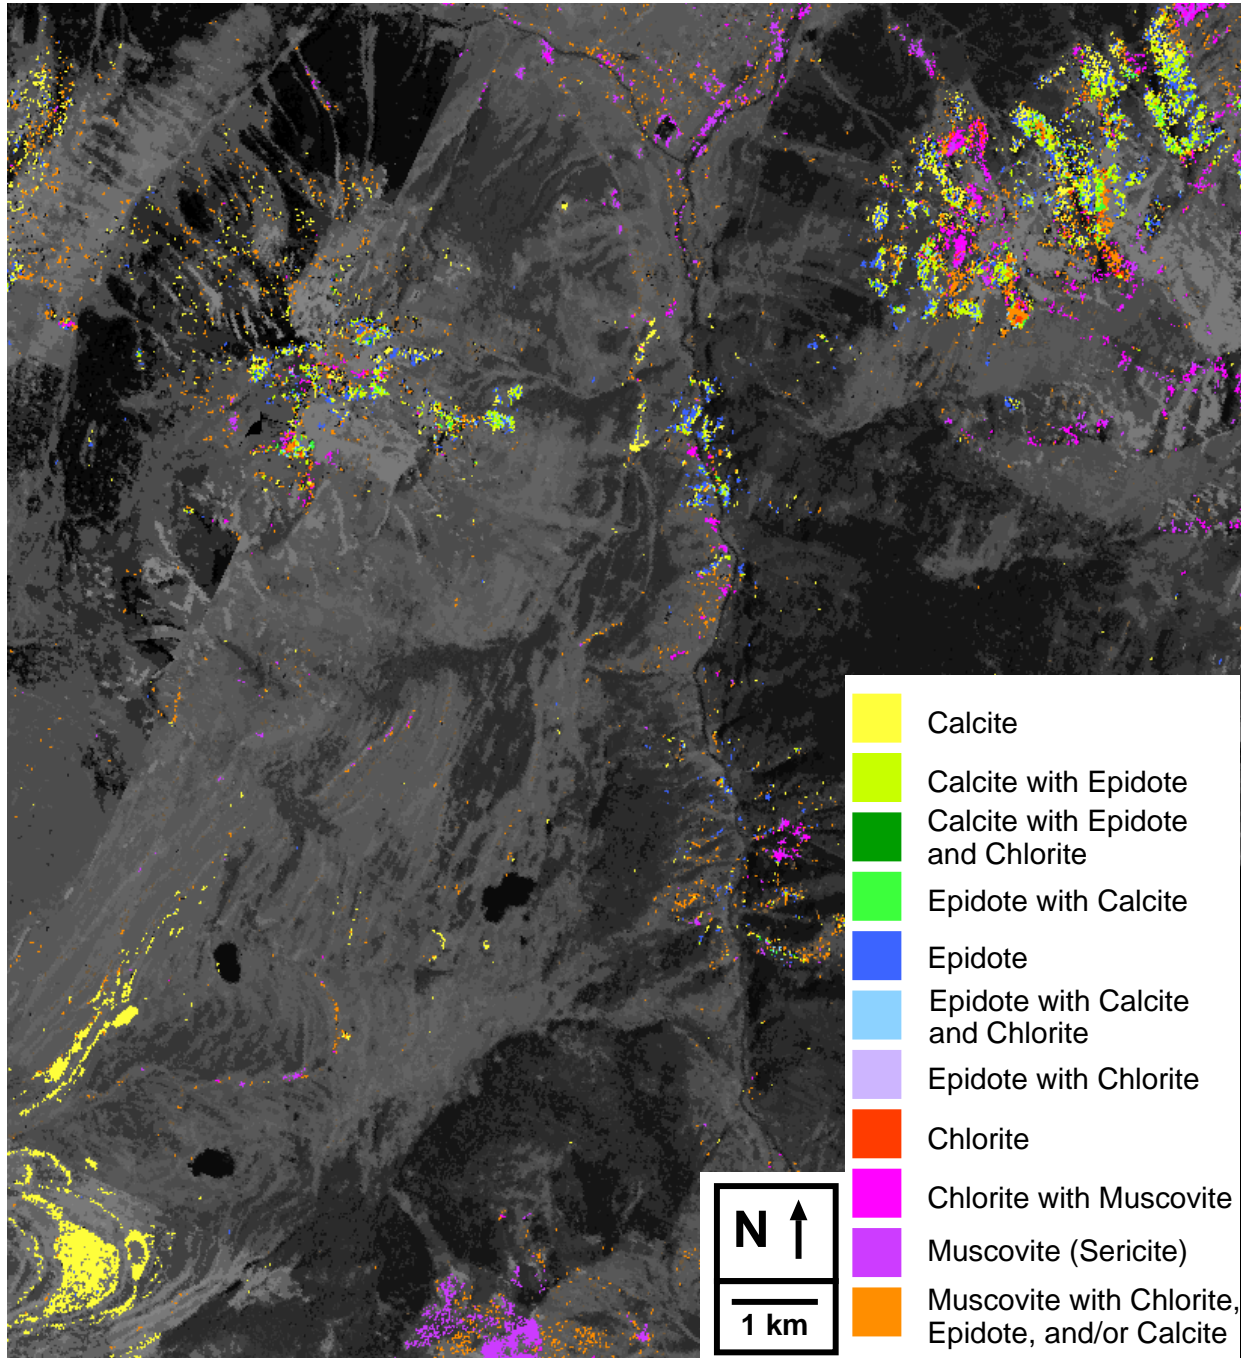 Calcite
Calcite with Epidote
Calcite with Epidote
and Chlorite
Epidote with Calcite
Epidote
Epidote with Calcite
and Chlorite
Epidote with Chlorite
Chlorite
Chlorite with Muscovite
Muscovite (Sericite)
Muscovite with Chlorite,
Epidote, and/or Calcite
N
1 km